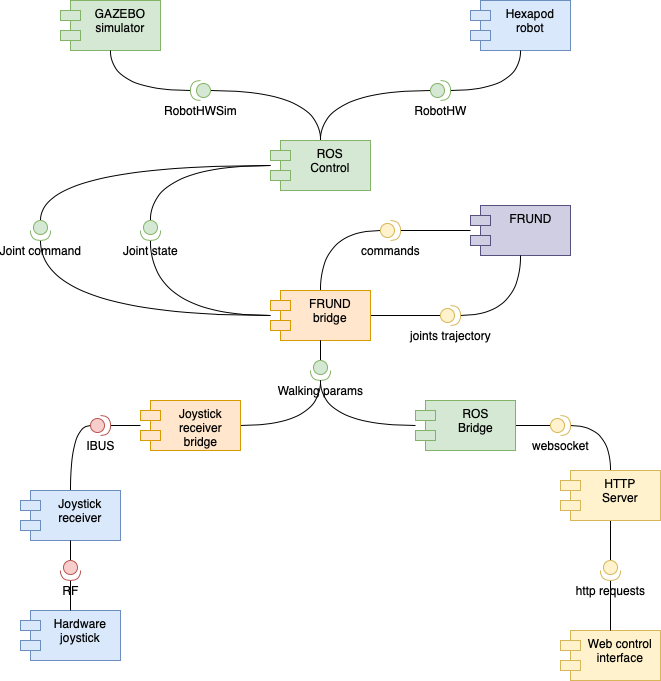 GAZEBO
simulator
Hexapod
robot
RobotHWSim
RobotHW
ROS
Control
Joint command
Joint state
commands
FRUND
FRUND
bridge
joints trajectory
Walking params
Joystick
receiver
bridge
ROS
Bridge
IBUS
websocket
Joystick
receiver
HTTP
Server
RF
http requests
Hardware
joystick
Web control
interface